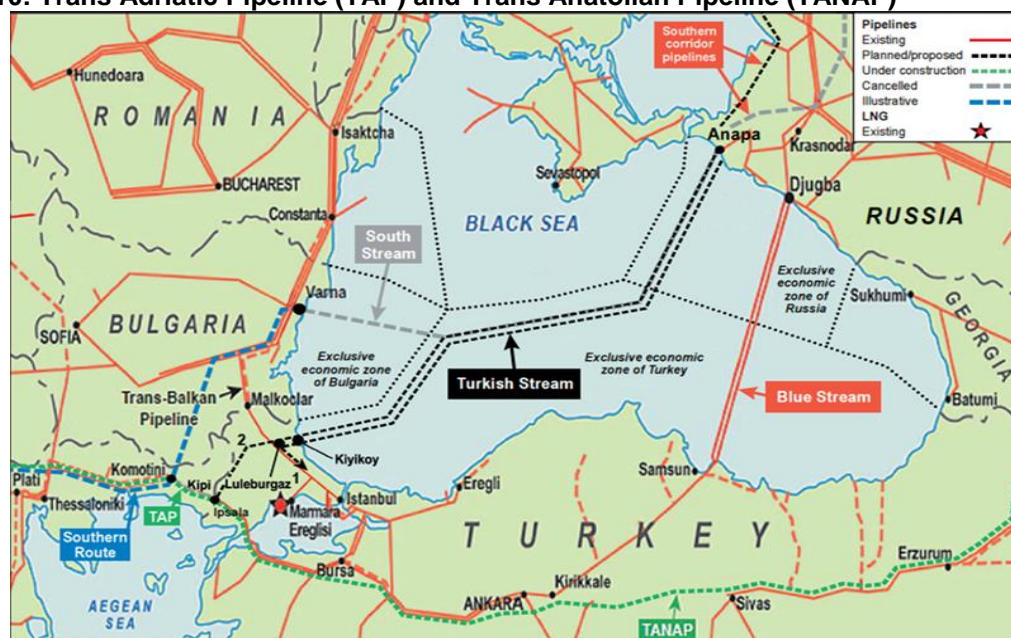 10. Trans Adriatic Pipeline (TAP) and Trans Anatolian Pipeline (TANAP)
Pipelines
Existing
Planned/proposed
Under construction
Cancelled
Illustrative
LNG
Existing
Southern
corridor
pipelines
Hunedoara
ROMANIA
Isaktcha
BUCHAREST
Constanta
Sevastopol
Anapa
Krasnodar
Djugba
RUSSIA
BLACK SEA
South
Stream
Varna
BULGARIA
SOFIA
Exclusive
economic zone
of Bulgaria
Turkish Stream
Exclusive economic
zone of Turkey
Exclusive
economic
zone of
Russia
Sukhumi
GEORGIA
Batumi
Blue Stream
Trans-Balkan
Pipeline
Malkoclar
2
Kiyikoy
Luleburgaz
1
Komotini
Kipi
Ipsala
Plati
Thessaloniki
TAP
Southern
Route
Marmara
Ereglisi
Istanbul
Eregli
Samsun
TURKEY
Erzurum
Bursa
ANKARA
Kirikkale
Sivas
TANAP
AEGEAN
SEA